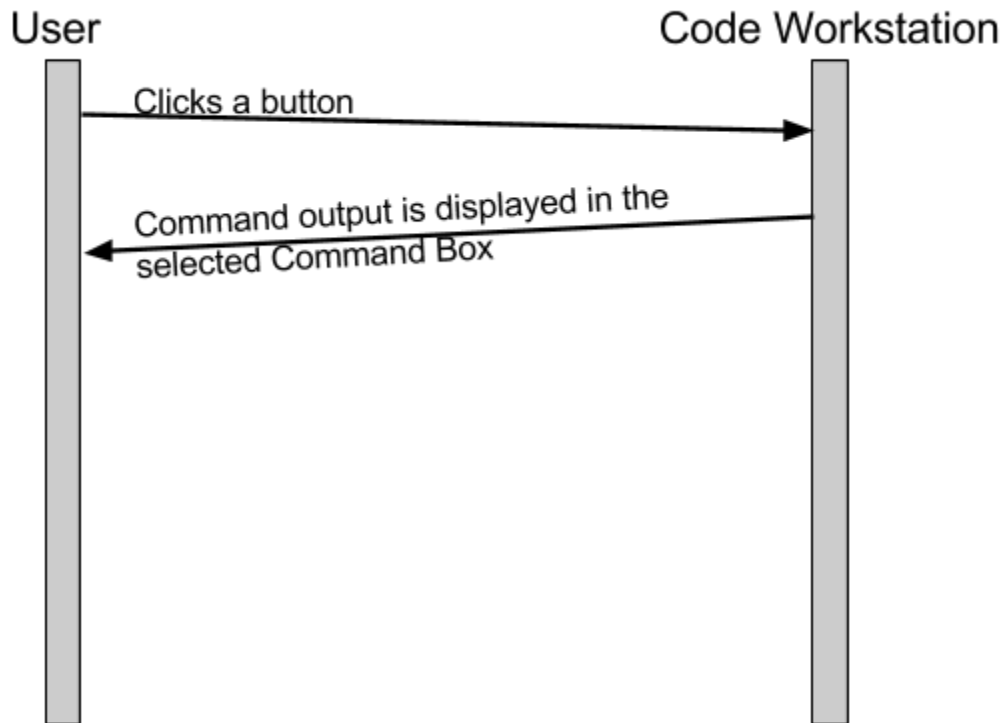 User
Code Workstation
Clicks a button
Command output is displayed in the
selected Command Box